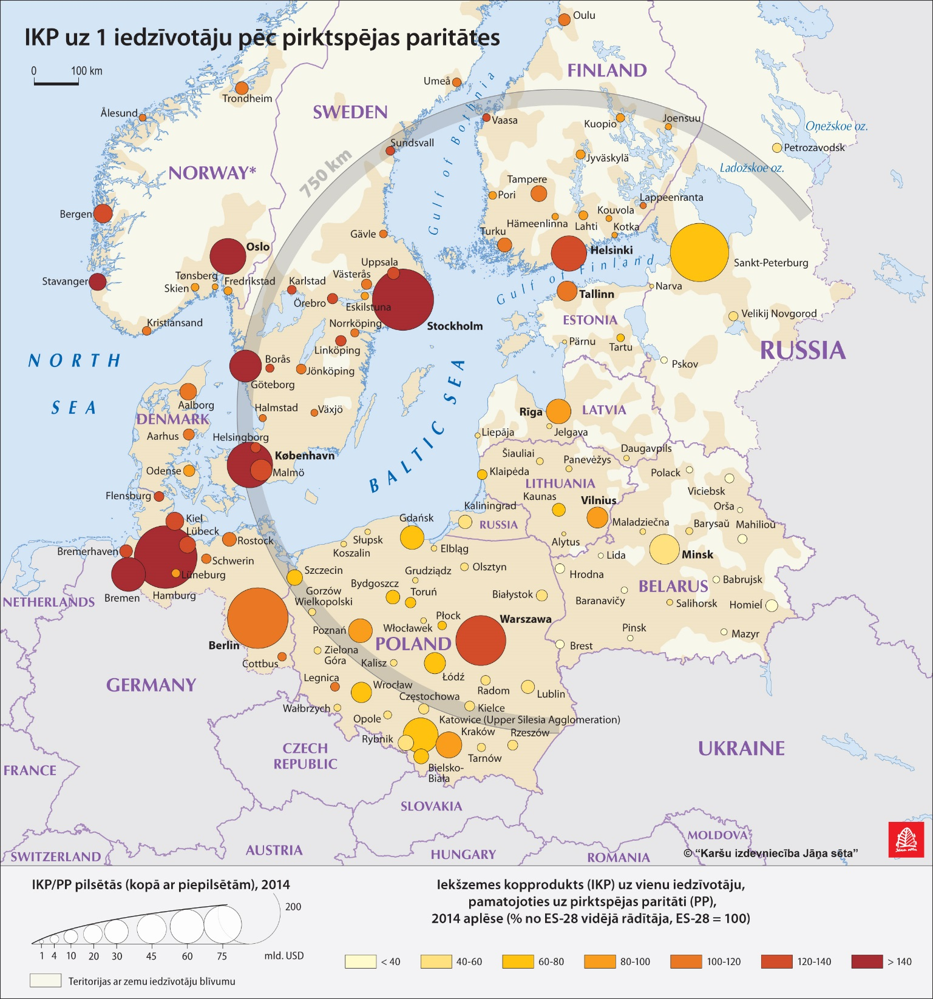 IKP uz 1 iedzīvotāju pēc pirktspējas paritātes
0 100 km
Oulu
FINLAND
Umeå
Trondheim
SWEDEN
Ålesund
Vaasa
Kuopio
Joensuu
Oņežskoe oz.
Gulf of Bothnia
Sundsvall
Petrozavodsk
Jyväskylä
Ladožskoe oz.
NORWAY*
750 km
Tampere
Pori
Lappeenranta
Bergen
Kouvola
Hämeenlinna
Lahti
Kotka
Gävle
Turku
Oslo
Helsinki
Uppsala
Sankt-Peterburg
Gulf of Finland
Tønsberg
Västerås
Stavanger
Fredrikstad
Karlstad
Skien
Narva
Örebro
Tallinn
Eskilstuna
Velikij Novgorod
Kristiansand
Norrköping
Stockholm
ESTONIA
Linköping
Pärnu
Tartu
RUSSIA
NORTH
SEA
Borås
Pskov
Jönköping
Göteborg
Aalborg
Halmstad
Växjö
Rīga
LATVIA
DENMARK
Aarhus
Helsingborg
Liepāja
Jelgava
BALTIC SEA
København
Šiauliai
Panevėžys
Daugavpils
Odense
Malmö
Klaipėda
Polack
LITHUANIA
Viciebsk
Flensburg
Kaunas
Vilnius
Kaliningrad
Orša
Kiel
Gdańsk
RUSSIA
Maladziečna
Barysaŭ
Mahilioŭ
Lübeck
Rostock
Słupsk
Alytus
Bremerhaven
Koszalin
Elbląg
Lida
Minsk
Schwerin
Lüneburg
Szczecin
Grudziądz
Olsztyn
Hrodna
Babrujsk
Bydgoszcz
BELARUS
Bremen
Hamburg
Gorzów
Wielkopolski
Toruń
Białystok
Baranavičy
Salihorsk
Homieĺ
NETHERLANDS
Płock
Warszawa
Włocławek
Poznań
Pinsk
Mazyr
POLAND
Berlin
Brest
Zielona
Góra
Cottbus
Kalisz
Łódź
Legnica
GERMANY
Wrocław
Radom
Lublin
Częstochowa
Wałbrzych
Kielce
Opole
Katowice (Upper Silesia Agglomeration)
Kraków
Rzeszów
Rybnik
CZECH
REPUBLIC
Tarnów
UKRAINE
Bielsko-
Biała
FRANCE
SLOVAKIA
MOLDOVA
AUSTRIA
HUNGARY
ROMANIA
SWITZERLAND
© “Karšu izdevniecība Jāņa sēta”
Jāņa sēta
IKP/PP pilsētās (kopā ar piepilsētām), 2014
200
1 4 10 20 30 45 60 75 mld. USD
Teritorijas ar zemu iedzīvotāju blīvumu
Iekšzemes kopprodukts (IKP) uz vienu iedzīvotāju,
pamatojoties uz pirktspējas paritāti (PP),
2014 aplēse (% no ES-28 vidējā rādītāja, ES-28 = 100)
< 40 40-60 60-80 80-100 100-120 120-140 > 140